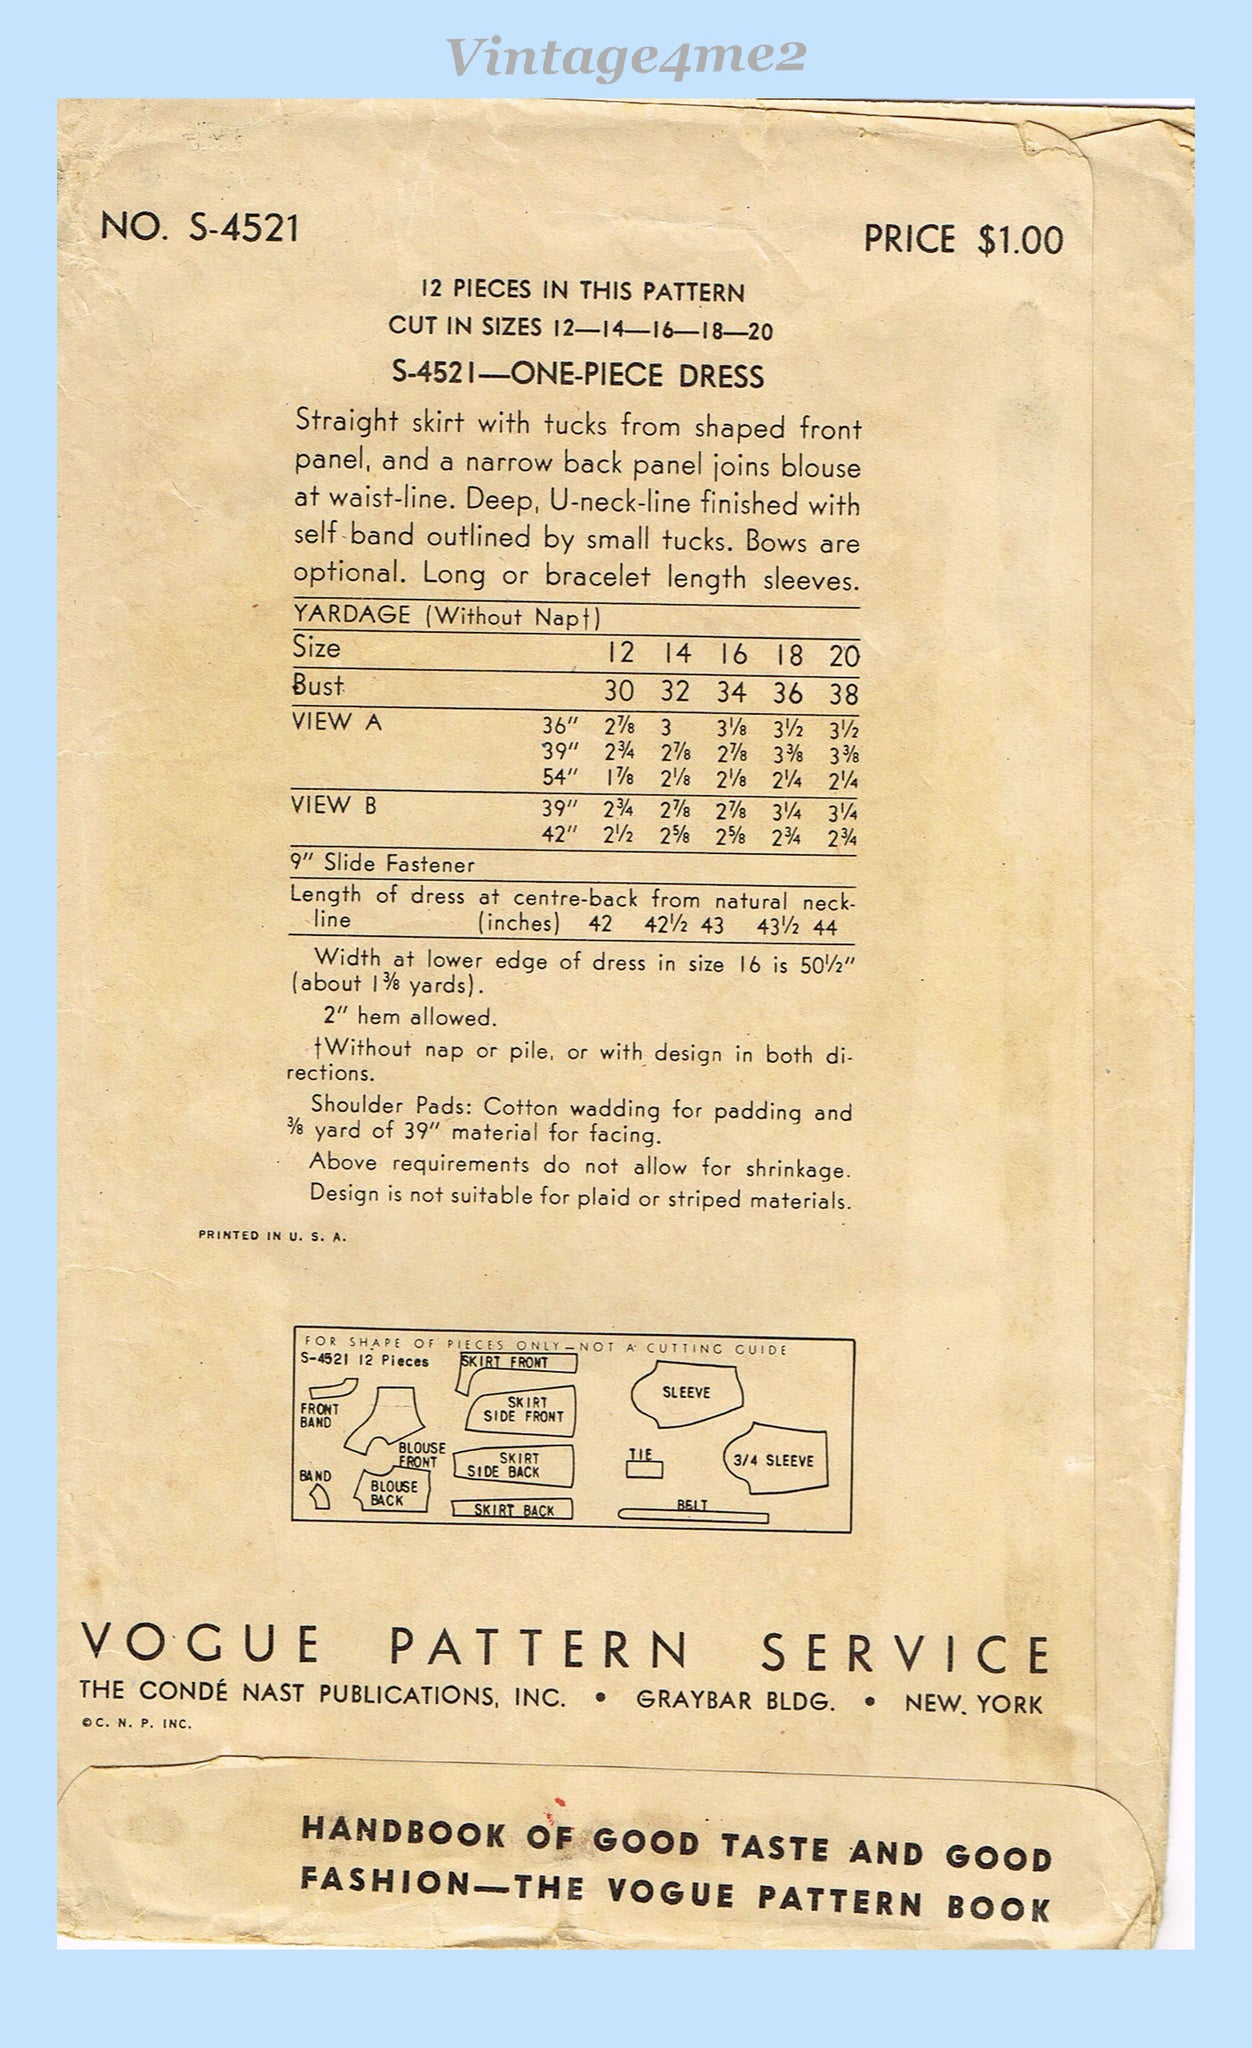 Vintage4me2
NO. S-4521
PRICE $1.00
12 PIECES IN THIS PATTERN
CUT IN SIZES 12—14—16—18—20
S-4521—ONE-PIECE DRESS
Straight skirt with tucks from shaped front
panel, and a narrow back panel joins blouse
at waist-line. Deep, U-neck-line finished with
self band outlined by small tucks. Bows are
optional. Long or bracelet length sleeves.
YARDAGE (Without Nap†)
Size 12 14 16 18 20
Bust 30 32 34 36 38
VIEW A 36" 2⅞ 3 3⅛ 3½ 3½
39" 2¾ 2⅞ 2⅞ 3⅜ 3⅜
54" 1⅞ 2⅛ 2⅛ 2¼ 2¼
VIEW B 39" 2¾ 2⅞ 2⅞ 3¼ 3¼
42" 2½ 2⅝ 2⅝ 2¾ 2¾
9" Slide Fastener
Length of dress at centre-back from natural neck-
line (inches) 42 42½ 43 43½ 44
Width at lower edge of dress in size 16 is 50½"
(about 1⅜ yards).
2" hem allowed.
†Without nap or pile, or with design in both di-
rections.
Shoulder Pads: Cotton wadding for padding and
⅜ yard of 39" material for facing.
Above requirements do not allow for shrinkage.
Design is not suitable for plaid or striped materials.
PRINTED IN U. S. A.
FOR SHAPE OF PIECES ONLY—NOT A CUTTING GUIDE
S-4521 12 Pieces
FRONT
BAND
BAND
BLOUSE
FRONT
BLOUSE
BACK
SKIRT FRONT
SKIRT
SIDE FRONT
SKIRT
SIDE BACK
SKIRT BACK
SLEEVE
TIE
3/4 SLEEVE
BELT
VOGUE PATTERN SERVICE
THE CONDÉ NAST PUBLICATIONS, INC. • GRAYBAR BLDG. • NEW YORK
©C. N. P. INC.
HANDBOOK OF GOOD TASTE AND GOOD
FASHION—THE VOGUE PATTERN BOOK